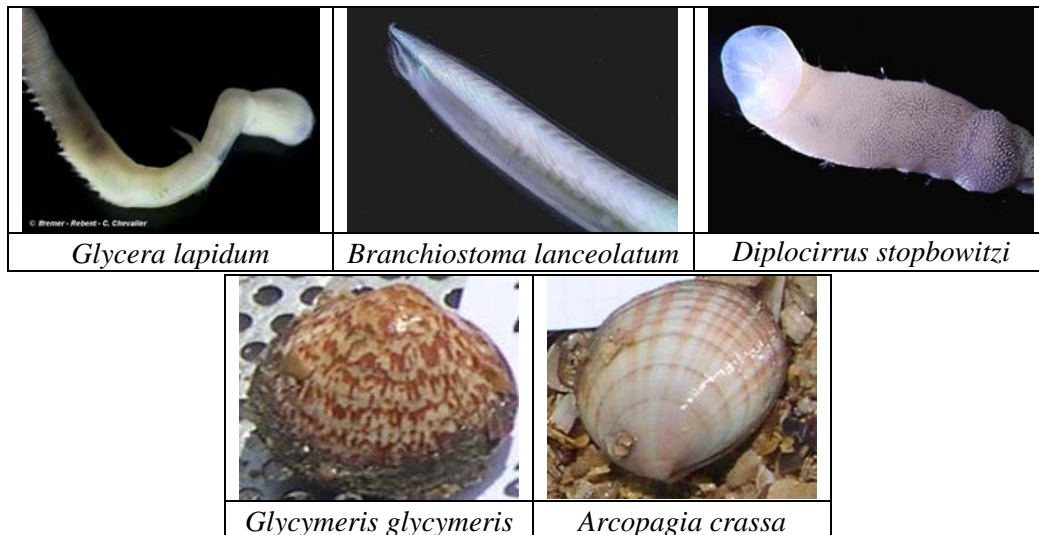 © Bremer - Rebent - C. Chevalier
Glycera lapidum
Branchiostoma lanceolatum
Diplocirrus stopbowitzi
Glycymeris glycymeris
Arcopagia crassa